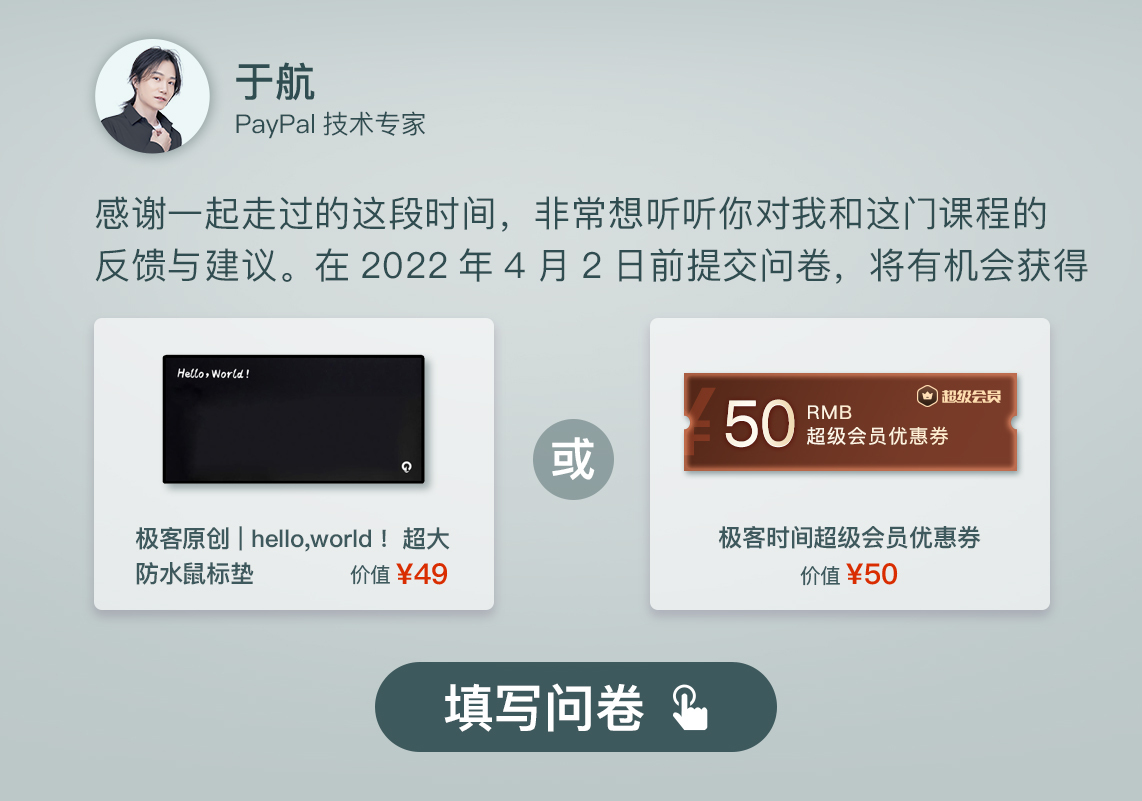 于航
PayPal 技术专家
感谢一起走过的这段时间，非常想听听你对我和这门课程的
反馈与建议。在 2022 年 4 月 2 日前提交问卷，将有机会获得
Hello,World!
极客原创 | hello,world！超大
防水鼠标垫
价值 ¥49
或
¥
50
RMB
超级会员优惠券
超级会员
极客时间超级会员优惠券
价值 ¥50
填写问卷